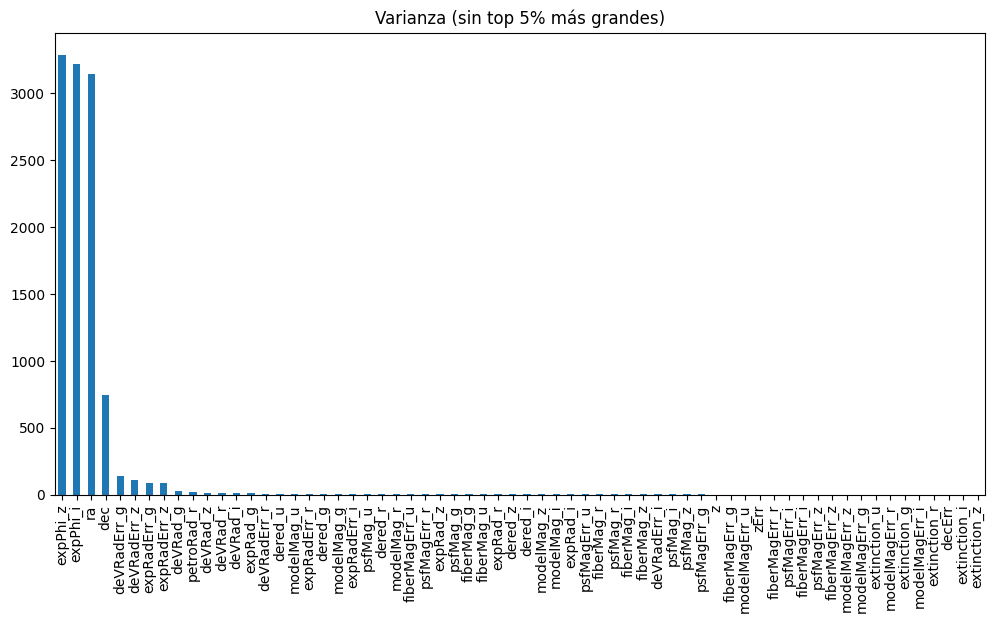 Varianza (sin top 5% más grandes)
3000
2500
2000
1500
1000
500
0
expPhi_z
expPhi_i
ra
dec
deVRadErr_g
deVRadErr_z
expRadErr_g
expRadErr_z
deVRad_g
petroRad_r
deVRad_z
deVRad_r
deVRad_i
expRad_g
deVRadErr_r
dered_u
modelMag_u
expRadErr_r
dered_g
modelMag_g
expRadErr_i
psfMag_u
dered_r
modelMag_r
fiberMagErr_u
psfMagErr_r
expRad_z
psfMag_g
fiberMag_g
fiberMag_u
expRad_r
dered_z
dered_i
modelMag_z
modelMag_i
expRad_i
psfMagErr_u
fiberMag_r
psfMag_r
fiberMag_i
fiberMag_z
deVRadErr_i
psfMag_i
psfMag_z
psfMagErr_g
z
fiberMagErr_g
modelMagErr_u
zErr
fiberMagErr_r
psfMagErr_i
fiberMagErr_i
psfMagErr_z
fiberMagErr_z
modelMagErr_z
modelMagErr_g
extinction_u
modelMagErr_r
extinction_g
modelMagErr_i
extinction_r
decErr
extinction_i
extinction_z